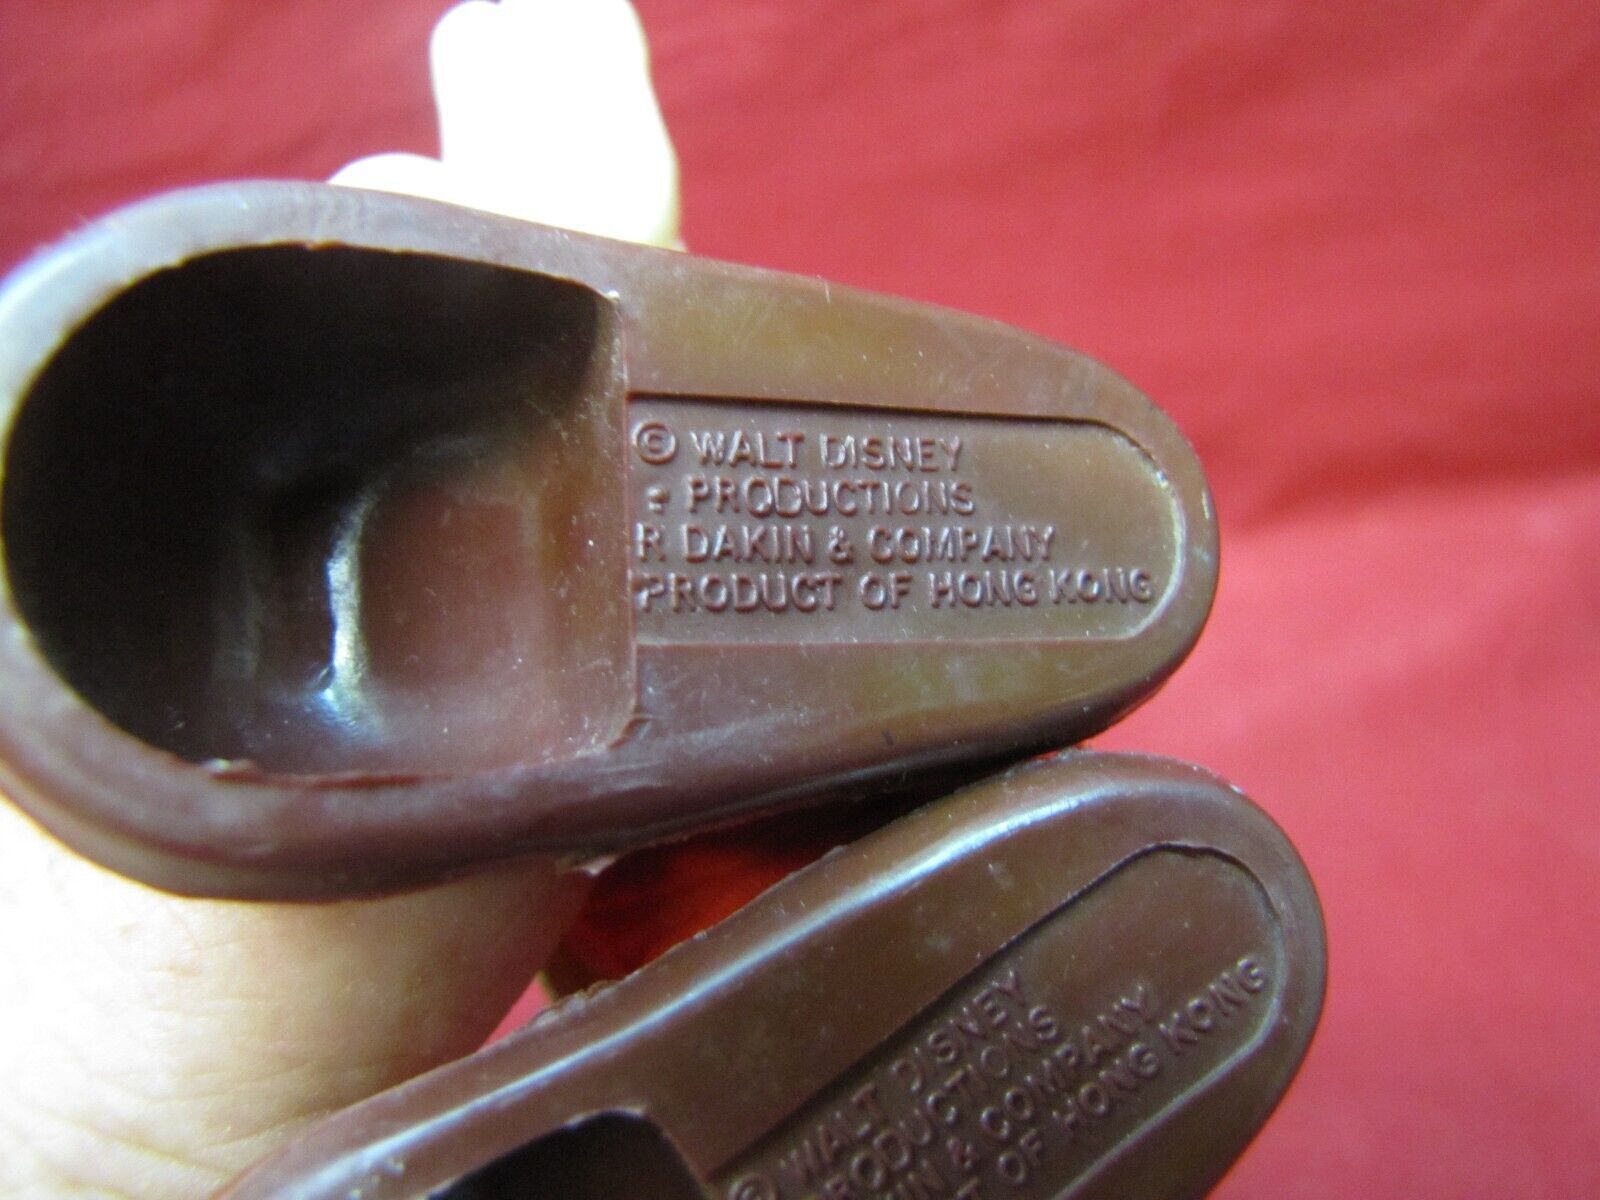 © WALT DISNEY
PRODUCTIONS
R DAKIN & COMPANY
PRODUCT OF HONG KONG
© WALT DISNEY
PRODUCTIONS
& COMPANY
OF HONG KONG